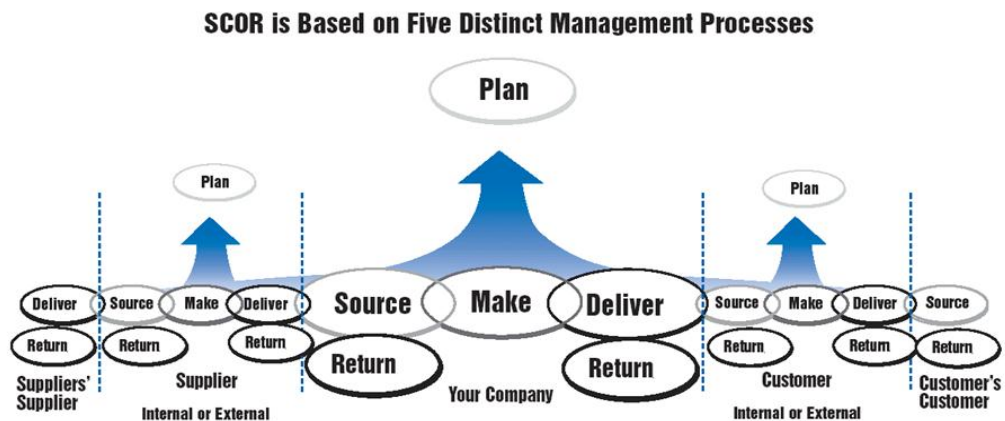 SCOR is Based on Five Distinct Management Processes
Plan
Plan
Plan
Deliver
Source
Make
Deliver
Source
Make
Deliver
Source
Make
Deliver
Source
Return
Return
Return
Return
Return
Return
Return
Return
Suppliers'
Supplier
Supplier
Internal or External
Your Company
Customer
Internal or External
Customer's
Customer